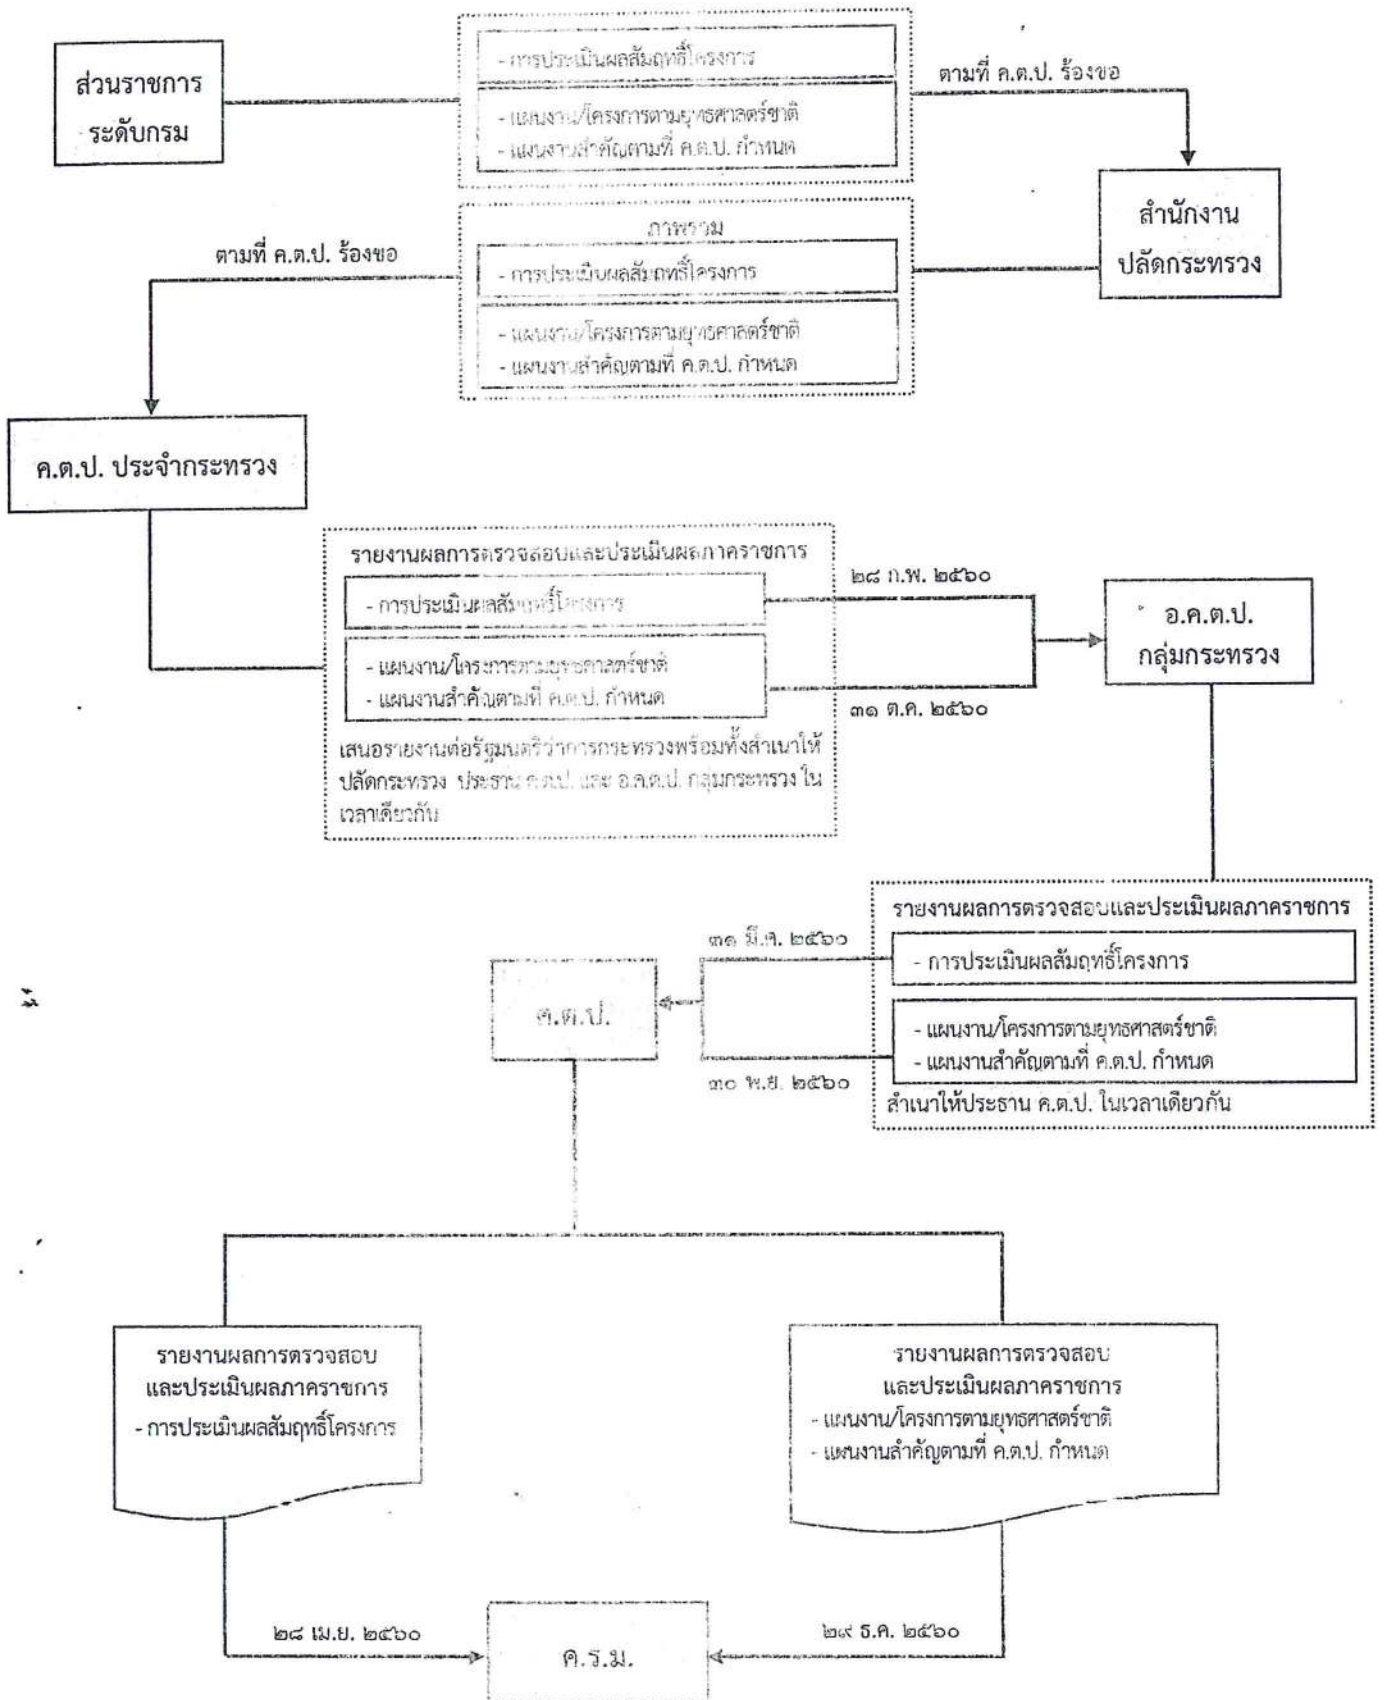 ส่วนราชการ
ระดับกรม
- การประเมินผลสัมฤทธิ์โครงการ
- แผนงาน/โครงการตามยุทธศาสตร์ชาติ
- แผนงานสำคัญตามที่ ค.ต.ป. กำหนด
ตามที่ ค.ต.ป. ร้องขอ
สำนักงาน
ปลัดกระทรวง
ภาพรวม
- การประเมินผลสัมฤทธิ์โครงการ
- แผนงาน/โครงการตามยุทธศาสตร์ชาติ
- แผนงานสำคัญตามที่ ค.ต.ป. กำหนด
ตามที่ ค.ต.ป. ร้องขอ
ค.ต.ป. ประจำกระทรวง
รายงานผลการตรวจสอบและประเมินผลภาคราชการ
- การประเมินผลสัมฤทธิ์โครงการ
- แผนงาน/โครงการตามยุทธศาสตร์ชาติ
- แผนงานสำคัญตามที่ ค.ต.ป. กำหนด
เสนอรายงานต่อรัฐมนตรีว่าการกระทรวงพร้อมทั้งสำเนาให้
ปลัดกระทรวง ประธาน ค.ต.ป. และ อ.ค.ต.ป. กลุ่มกระทรวง ใน
เวลาเดียวกัน
๒๘ ก.พ. ๒๕๖๐
๓๑ ต.ค. ๒๕๖๐
อ.ค.ต.ป.
กลุ่มกระทรวง
รายงานผลการตรวจสอบและประเมินผลภาคราชการ
- การประเมินผลสัมฤทธิ์โครงการ
- แผนงาน/โครงการตามยุทธศาสตร์ชาติ
- แผนงานสำคัญตามที่ ค.ต.ป. กำหนด
สำเนาให้ประธาน ค.ต.ป. ในเวลาเดียวกัน
๓๑ มี.ค. ๒๕๖๐
๓๐ พ.ย. ๒๕๖๐
ค.ต.ป.
รายงานผลการตรวจสอบ
และประเมินผลภาคราชการ
- การประเมินผลสัมฤทธิ์โครงการ
รายงานผลการตรวจสอบ
และประเมินผลภาคราชการ
- แผนงาน/โครงการตามยุทธศาสตร์ชาติ
- แผนงานสำคัญตามที่ ค.ต.ป. กำหนด
๒๘ เม.ย. ๒๕๖๐
ค.ร.ม.
๒๙ ธ.ค. ๒๕๖๐